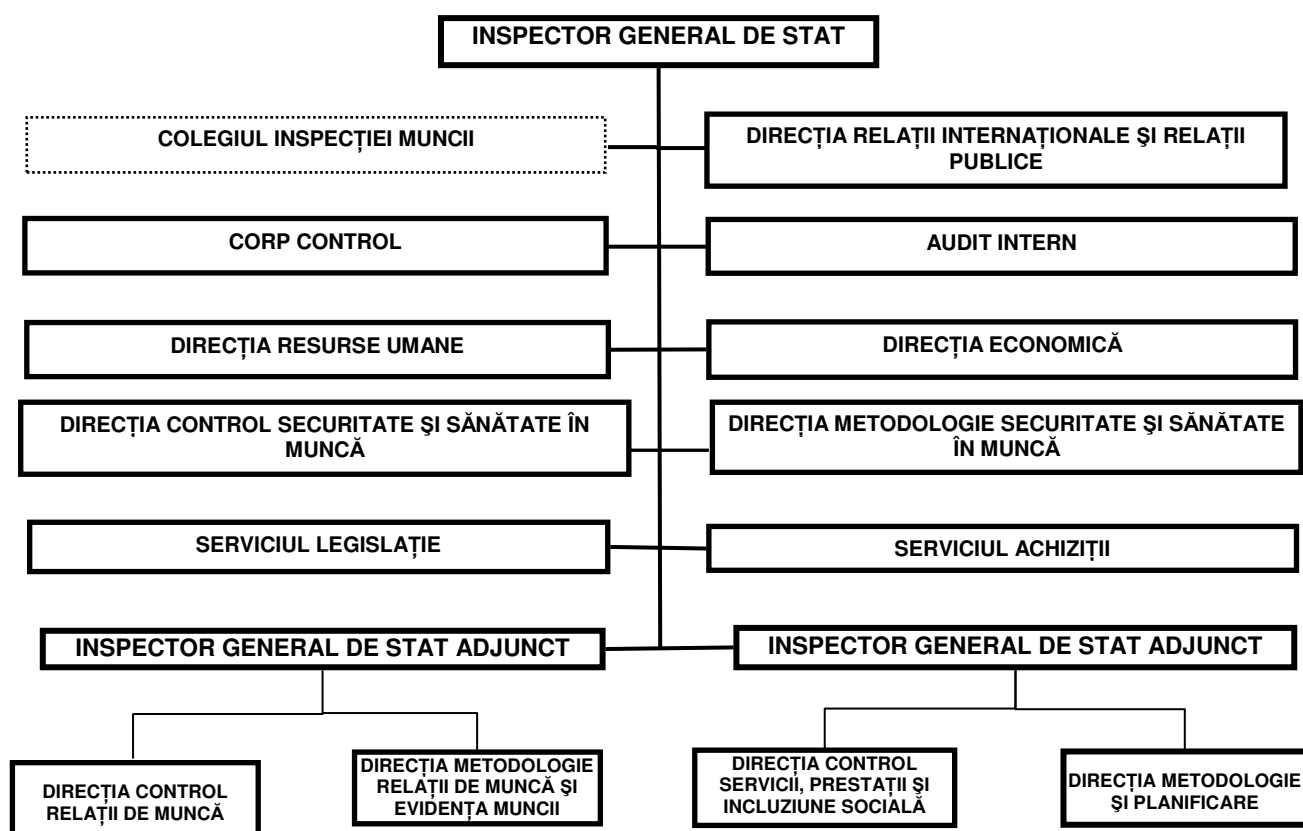 INSPECTOR GENERAL DE STAT
COLEGIUL INSPECȚIEI MUNCII
DIRECȚIA RELAȚII INTERNAȚIONALE ŞI RELAȚII
PUBLICE
CORP CONTROL
AUDIT INTERN
DIRECȚIA RESURSE UMANE
DIRECȚIA ECONOMICĂ
DIRECȚIA CONTROL SECURITATE ŞI SĂNĂTATE ÎN
MUNCĂ
DIRECȚIA METODOLOGIE SECURITATE ŞI SĂNĂTATE
ÎN MUNCĂ
SERVICIUL LEGISLAȚIE
SERVICIUL ACHIZIȚII
INSPECTOR GENERAL DE STAT ADJUNCT
INSPECTOR GENERAL DE STAT ADJUNCT
DIRECȚIA CONTROL
RELAȚII DE MUNCĂ
DIRECȚIA METODOLOGIE
RELAȚII DE MUNCĂ ŞI
EVIDENȚA MUNCII
DIRECȚIA CONTROL
SERVICII, PRESTAȚII ŞI
INCLUZIUNE SOCIALĂ
DIRECȚIA METODOLOGIE
ŞI PLANIFICARE